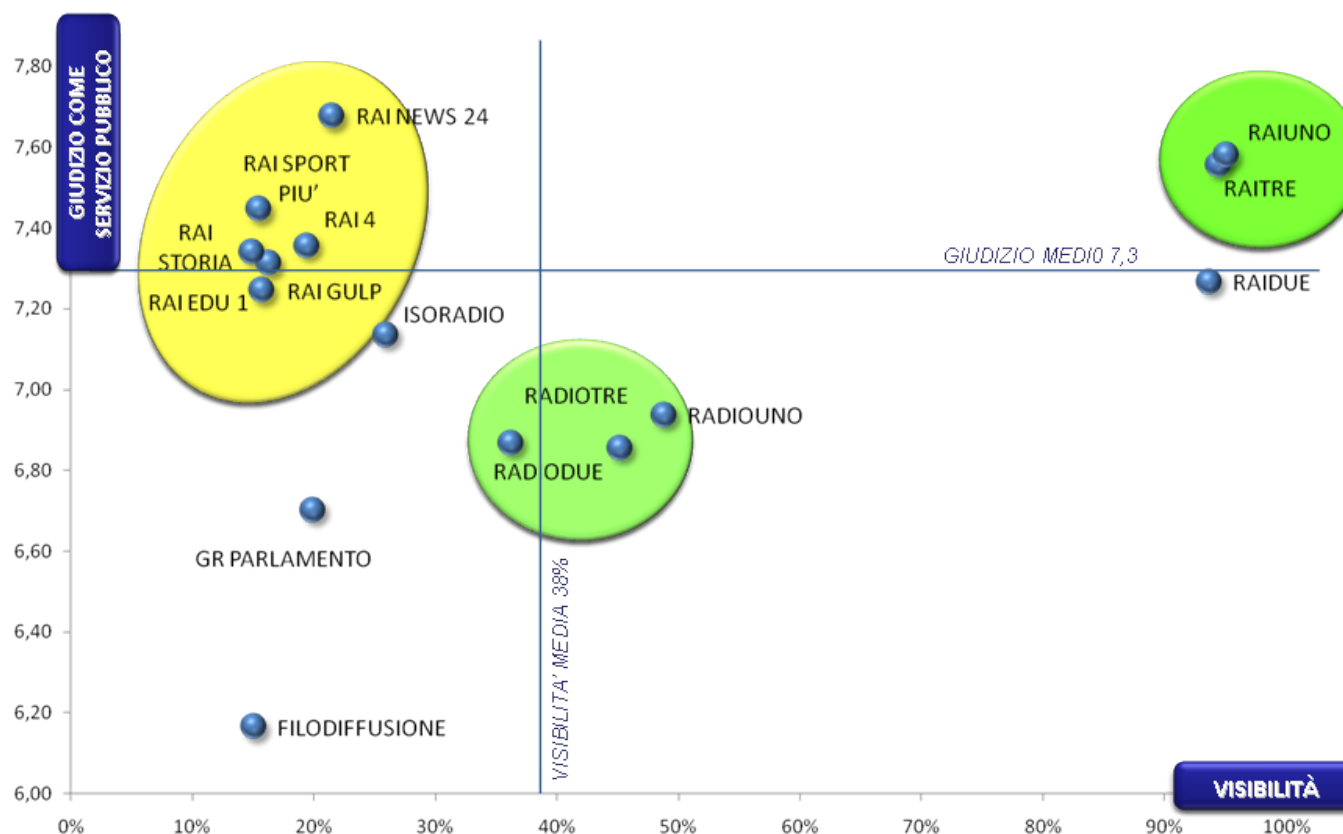 GIUDIZIO COME
SERVIZIO PUBBLICO
7,80
7,60
7,40
7,20
7,00
6,80
6,60
6,40
6,20
6,00
RAI NEWS 24
RAI SPORT
PIU'
RAI 4
RAI
STORIA
RAI EDU 1
RAI GULP
ISORADIO
RAIUNO
RAITRE
GIUDIZIO MEDI0 7,3
RAIDUE
RADIOTRE
RADIOUNO
RADIODUE
GR PARLAMENTO
FILODIFFUSIONE
VISIBILITA' MEDIA 38%
VISIBILITÀ
0%
10%
20%
30%
40%
50%
60%
70%
80%
90%
100%